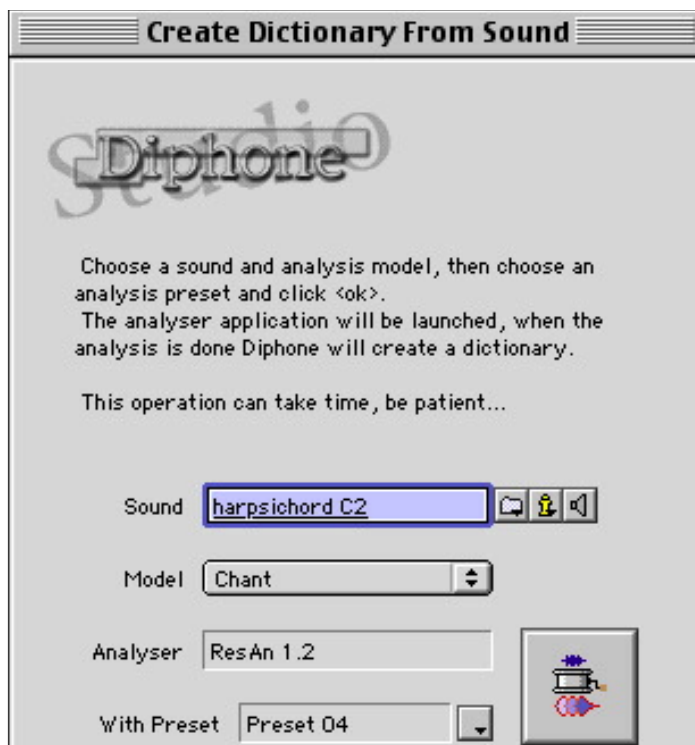 Create Dictionary From Sound
Studio
Diphone
Choose a sound and analysis model, then choose an
analysis preset and click <ok>.
The analyser application will be launched, when the
analysis is done Diphone will create a dictionary.
This operation can take time, be patient...
Sound harpsichord C2
Model Chant
Analyser ResAn 1.2
With Preset Preset 04